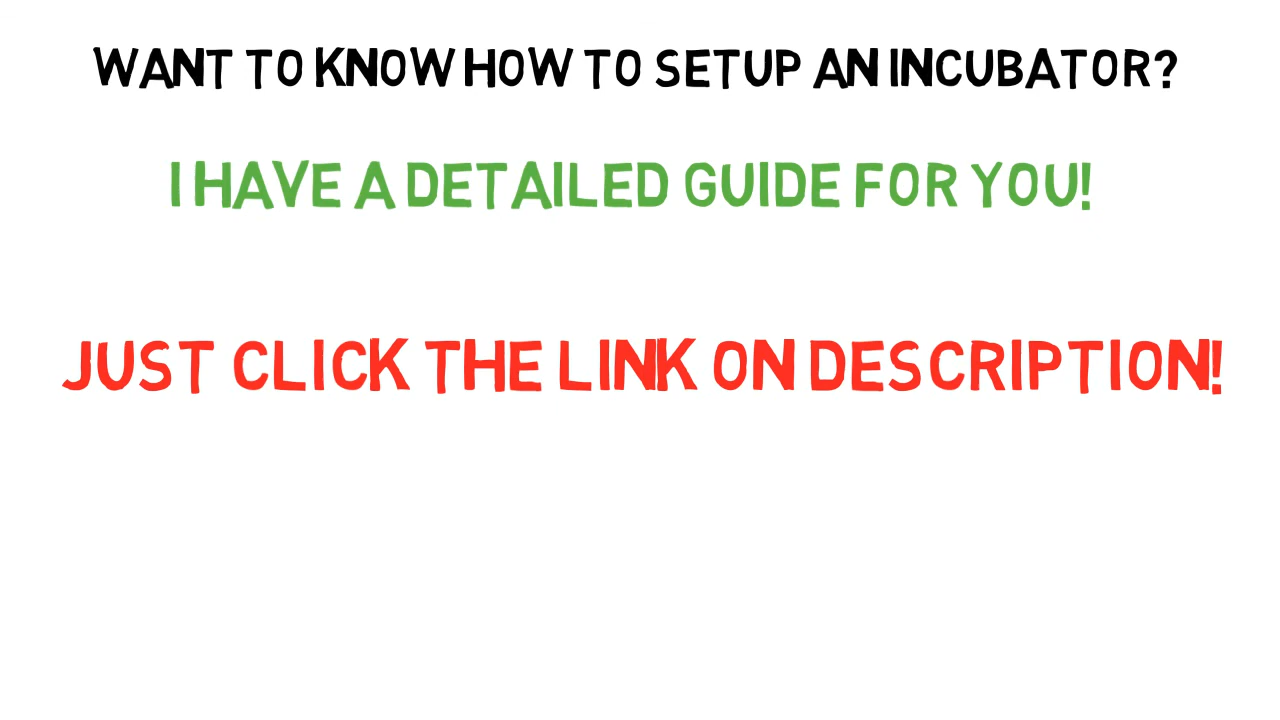 WANT TO KNOW HOW TO SETUP AN INCUBATOR?
I HAVE A DETAILED GUIDE FOR YOU!
JUST CLICK THE LINK ON DESCRIPTION!